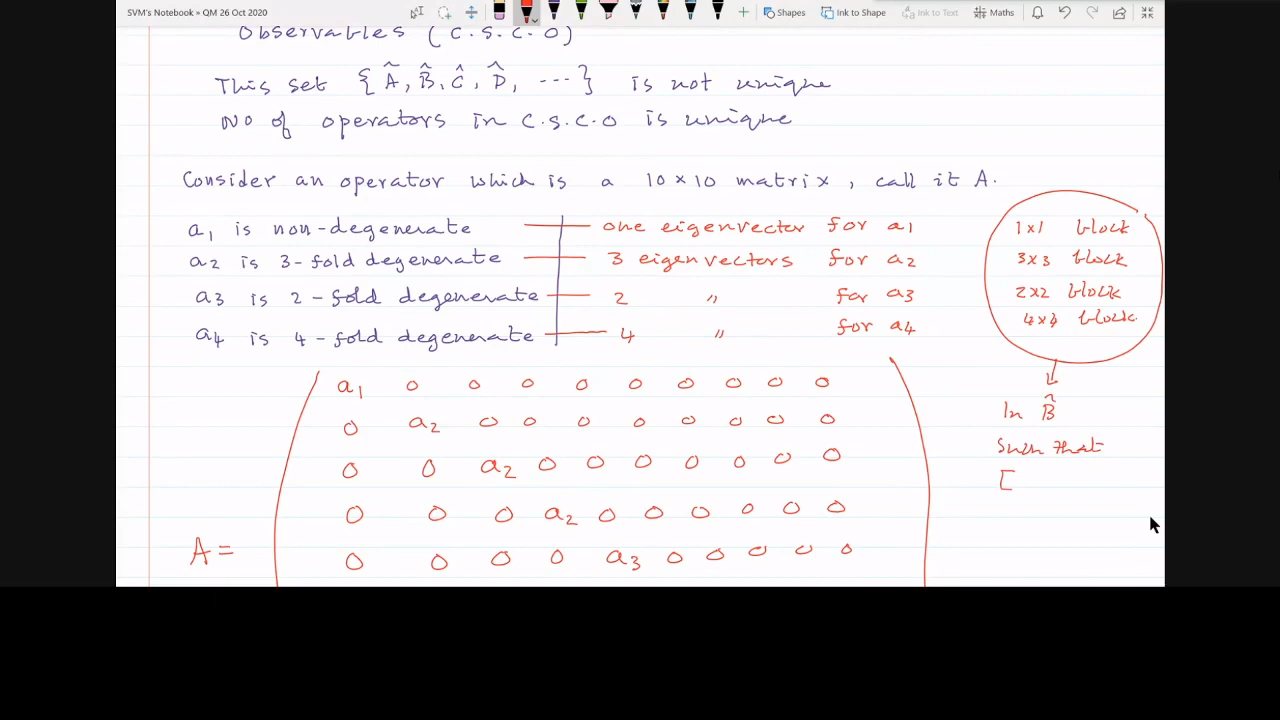 SVM's Notebook » QM 26 Oct 2020
Shapes Ink to Shape Ink to Text Maths
Observables (C.S.C.O)
This set {Ã, B̂, Ĉ, D̂, ---} is not unique
No of operators in C.S.C.O is unique
Consider an operator which is a 10×10 matrix, call it A.
a1 is non-degenerate — one eigenvector for a1
a2 is 3-fold degenerate — 3 eigenvectors for a2
a3 is 2-fold degenerate — 2 " for a3
a4 is 4-fold degenerate — 4 " for a4
1×1 block
3×3 block
2×2 block
4×4 block
In B̂
Such that
[
a1 0 0 0 0 0 0 0 0 0
0 a2 0 0 0 0 0 0 0 0
0 0 a2 0 0 0 0 0 0 0
0 0 0 a2 0 0 0 0 0 0
A = 0 0 0 0 a3 0 0 0 0 0